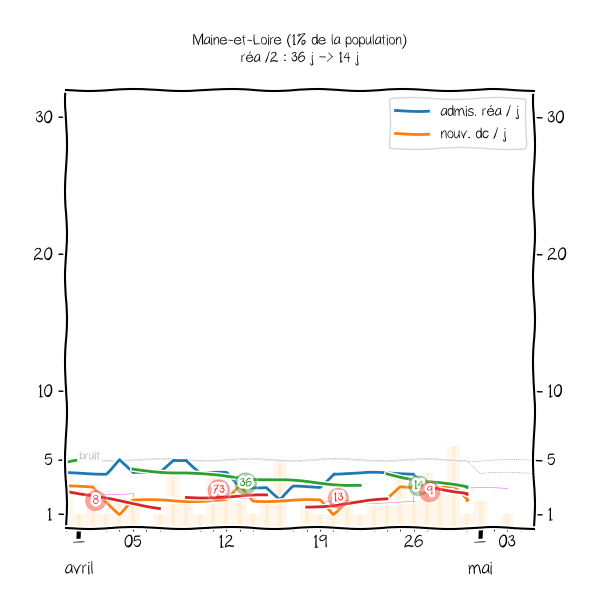 Maine-et-Loire (1% de la population)
réa /2 : 36 j -> 14 j
admis. réa / j
nouv. dc / j
30 30
20 20
10 10
5 bruit 5
1 1
8 73 36 13 14 9
1 05 12 19 26 1 03
avril mai